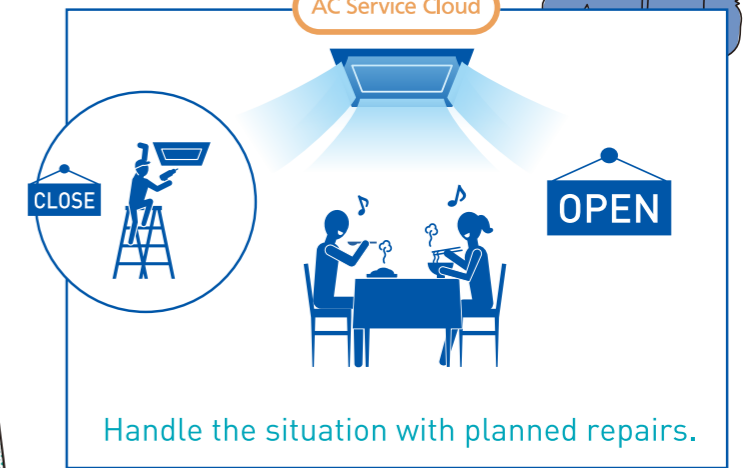 AC Service Cloud
CLOSE
OPEN
Handle the situation with planned repairs.